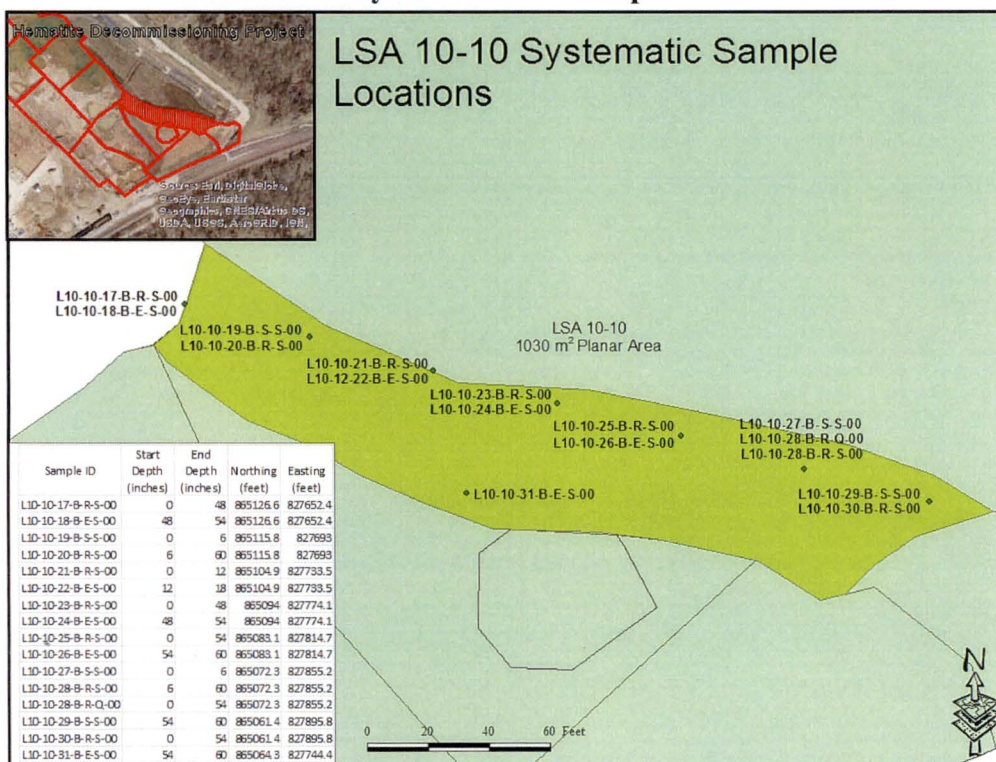 Hematite Decommissioning Project
LSA 10-10 Systematic Sample
Locations
Source: Esri, DigitalGlobe,
GeoEye, Earthstar
Geographics, CNES/Airbus DS,
USDA, USGS, AeroGRID, IGN,
L10-10-17-B-R-S-00
L10-10-18-B-E-S-00
L10-10-19-B-S-S-00
L10-10-20-B-R-S-00
LSA 10-10
1030 m² Planar Area
L10-10-21-B-R-S-00
L10-12-22-B-E-S-00
L10-10-23-B-R-S-00
L10-10-24-B-E-S-00
L10-10-25-B-R-S-00
L10-10-26-B-E-S-00
L10-10-27-B-S-S-00
L10-10-28-B-R-Q-00
L10-10-28-B-R-S-00
L10-10-29-B-S-S-00
L10-10-30-B-R-S-00
L10-10-31-B-E-S-00
Sample ID Start Depth (inches) End Depth (inches) Northing (feet) Easting (feet)
L10-10-17-B-R-S-00 0 48 865126.6 827652.4
L10-10-18-B-E-S-00 48 54 865126.6 827652.4
L10-10-19-B-S-S-00 0 6 865115.8 827693
L10-10-20-B-R-S-00 6 60 865115.8 827693
L10-10-21-B-R-S-00 0 12 865104.9 827733.5
L10-10-22-B-E-S-00 12 18 865104.9 827733.5
L10-10-23-B-R-S-00 0 48 865094 827774.1
L10-10-24-B-E-S-00 48 54 865094 827774.1
L10-10-25-B-R-S-00 0 54 865083.1 827814.7
L10-10-26-B-E-S-00 54 60 865083.1 827814.7
L10-10-27-B-S-S-00 0 6 865072.3 827855.2
L10-10-28-B-R-S-00 6 60 865072.3 827855.2
L10-10-28-B-R-Q-00 0 54 865072.3 827855.2
L10-10-29-B-S-S-00 54 60 865061.4 827895.8
L10-10-30-B-R-S-00 0 54 865061.4 827895.8
L10-10-31-B-E-S-00 54 60 865064.3 827744.4
0 20 40 60 Feet
N